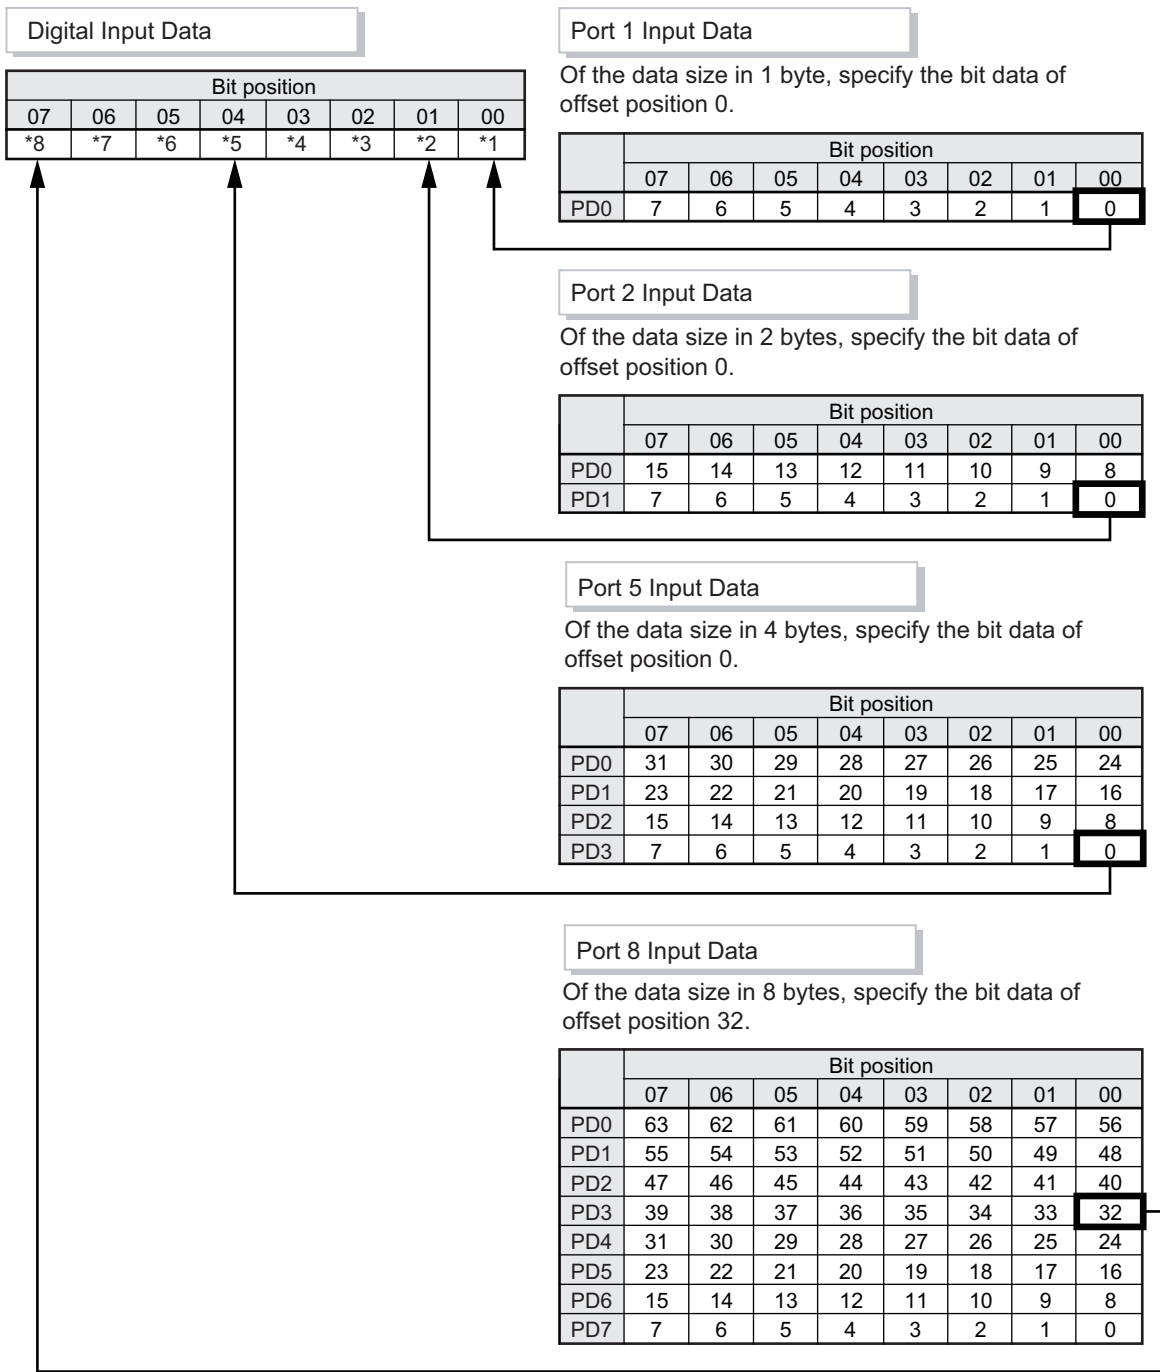 Digital Input Data
Bit position
07 06 05 04 03 02 01 00
*8 *7 *6 *5 *4 *3 *2 *1
Port 1 Input Data
Of the data size in 1 byte, specify the bit data of
offset position 0.
Bit position
07 06 05 04 03 02 01 00
PD0 7 6 5 4 3 2 1 0
Port 2 Input Data
Of the data size in 2 bytes, specify the bit data of
offset position 0.
Bit position
07 06 05 04 03 02 01 00
PD0 15 14 13 12 11 10 9 8
PD1 7 6 5 4 3 2 1 0
Port 5 Input Data
Of the data size in 4 bytes, specify the bit data of
offset position 0.
Bit position
07 06 05 04 03 02 01 00
PD0 31 30 29 28 27 26 25 24
PD1 23 22 21 20 19 18 17 16
PD2 15 14 13 12 11 10 9 8
PD3 7 6 5 4 3 2 1 0
Port 8 Input Data
Of the data size in 8 bytes, specify the bit data of
offset position 32.
Bit position
07 06 05 04 03 02 01 00
PD0 63 62 61 60 59 58 57 56
PD1 55 54 53 52 51 50 49 48
PD2 47 46 45 44 43 42 41 40
PD3 39 38 37 36 35 34 33 32
PD4 31 30 29 28 27 26 25 24
PD5 23 22 21 20 19 18 17 16
PD6 15 14 13 12 11 10 9 8
PD7 7 6 5 4 3 2 1 0